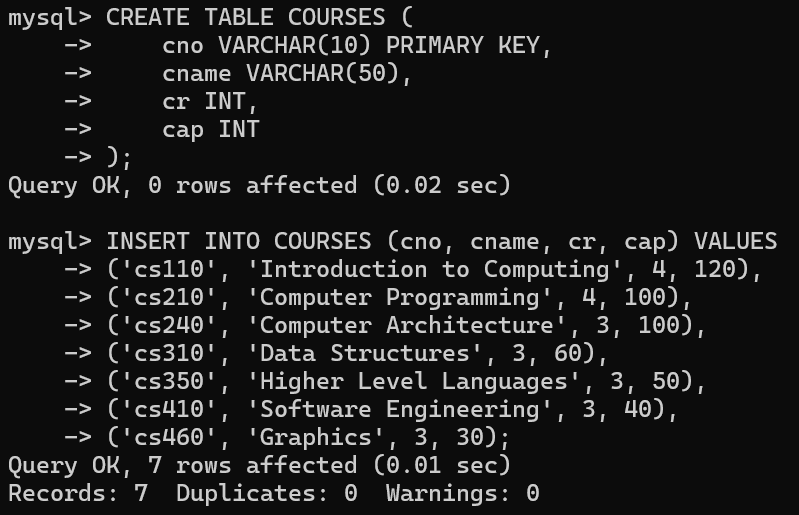 mysql> CREATE TABLE COURSES (
    ->     cno VARCHAR(10) PRIMARY KEY,
    ->     cname VARCHAR(50),
    ->     cr INT,
    ->     cap INT
    -> );
Query OK, 0 rows affected (0.02 sec)

mysql> INSERT INTO COURSES (cno, cname, cr, cap) VALUES
    -> ('cs110', 'Introduction to Computing', 4, 120),
    -> ('cs210', 'Computer Programming', 4, 100),
    -> ('cs240', 'Computer Architecture', 3, 100),
    -> ('cs310', 'Data Structures', 3, 60),
    -> ('cs350', 'Higher Level Languages', 3, 50),
    -> ('cs410', 'Software Engineering', 3, 40),
    -> ('cs460', 'Graphics', 3, 30);
Query OK, 7 rows affected (0.01 sec)
Records: 7  Duplicates: 0  Warnings: 0